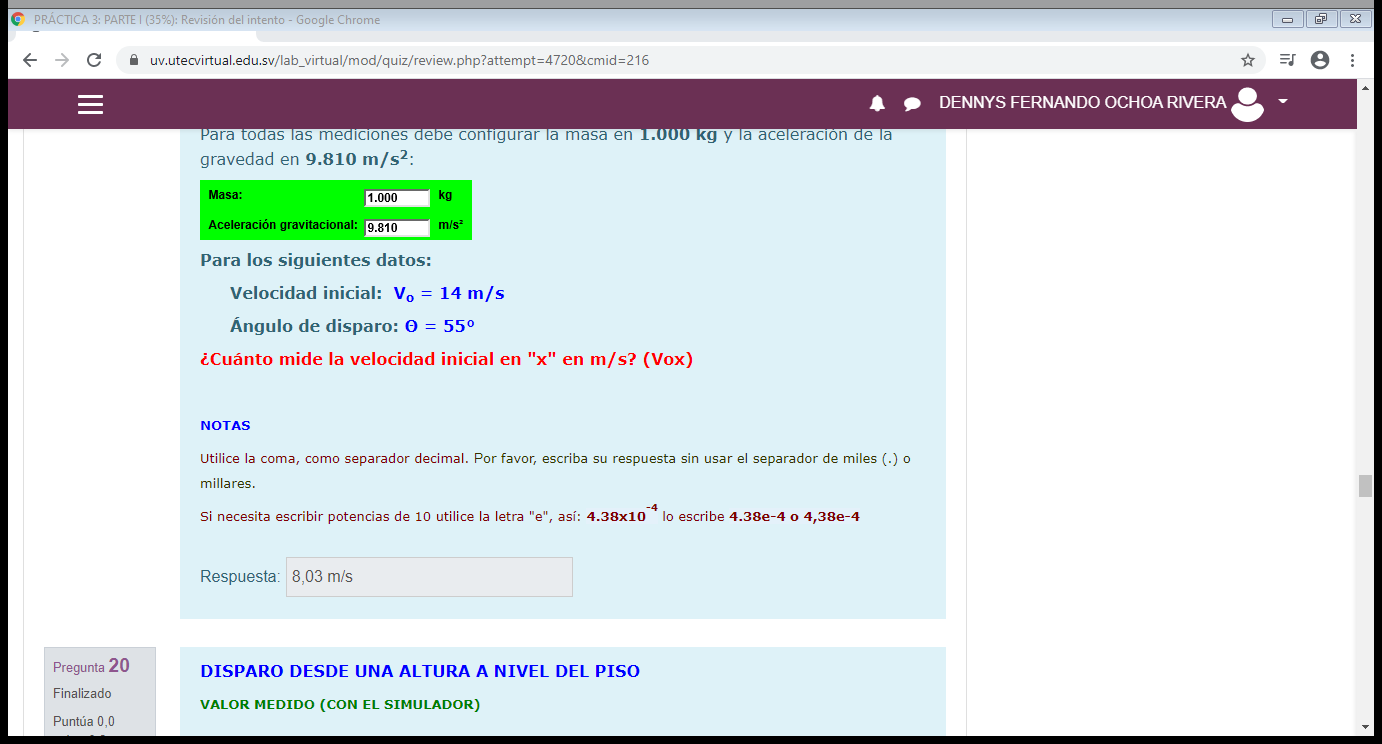 PRÁCTICA 3: PARTE I (35%): Revisión del intento - Google Chrome
uv.utecvirtual.edu.sv/lab_virtual/mod/quiz/review.php?attempt=4720&cmid=216
DENNYS FERNANDO OCHOA RIVERA
Para todas las mediciones debe configurar la masa en 1.000 kg y la aceleración de la
gravedad en 9.810 m/s²:
Masa: 1.000 kg
Aceleración gravitacional: 9.810 m/s²
Para los siguientes datos:
Velocidad inicial: Vo = 14 m/s
Ángulo de disparo: Θ = 55º
¿Cuánto mide la velocidad inicial en "x" en m/s? (Vox)
NOTAS
Utilice la coma, como separador decimal. Por favor, escriba su respuesta sin usar el separador de miles (.) o
millares.
Si necesita escribir potencias de 10 utilice la letra "e", así: 4.38x10⁻⁴ lo escribe 4.38e-4 o 4,38e-4
Respuesta: 8,03 m/s
Pregunta 20
Finalizado
Puntúa 0,0
DISPARO DESDE UNA ALTURA A NIVEL DEL PISO
VALOR MEDIDO (CON EL SIMULADOR)